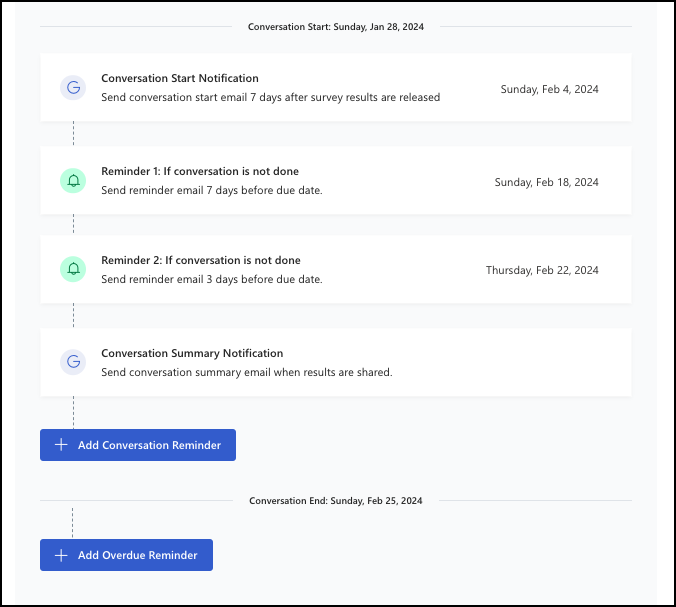 Conversation Start: Sunday, Jan 28, 2024
Conversation Start Notification
Send conversation start email 7 days after survey results are released
Sunday, Feb 4, 2024
Reminder 1: If conversation is not done
Send reminder email 7 days before due date.
Sunday, Feb 18, 2024
Reminder 2: If conversation is not done
Send reminder email 3 days before due date.
Thursday, Feb 22, 2024
Conversation Summary Notification
Send conversation summary email when results are shared.
Add Conversation Reminder
Conversation End: Sunday, Feb 25, 2024
Add Overdue Reminder